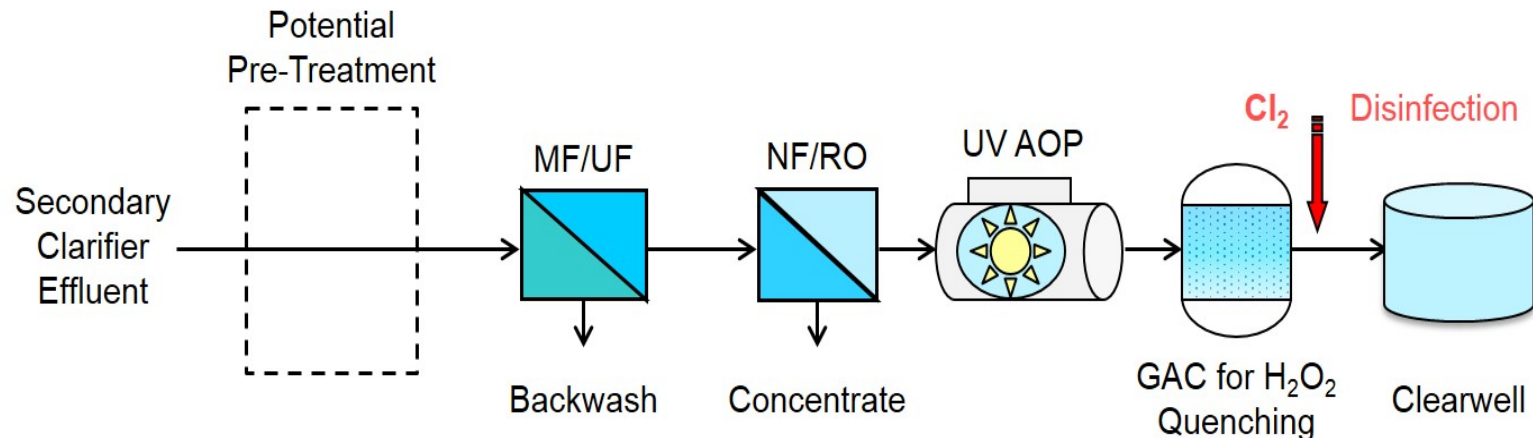 Potential
Pre-Treatment
Secondary
Clarifier
Effluent
MF/UF
Backwash
NF/RO
Concentrate
UV AOP
GAC for H₂O₂
Quenching
Cl₂
Disinfection
Clearwell